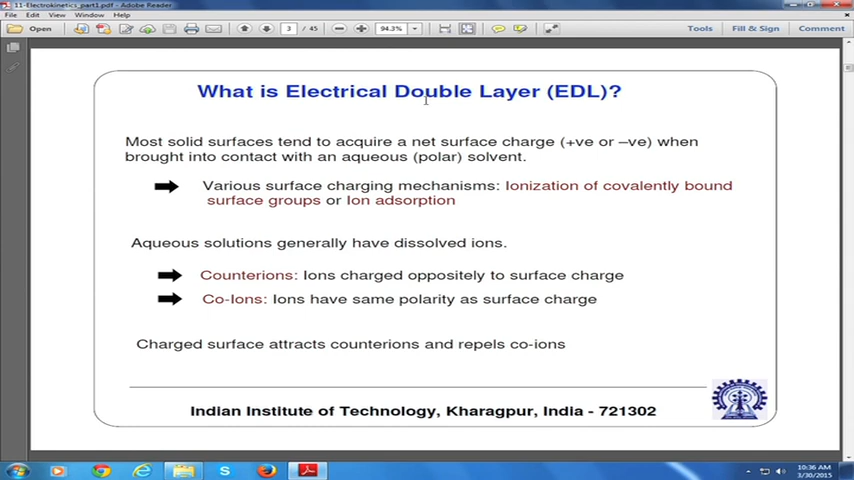 11-Electrokinetics_part1.pdf - Adobe Reader
File Edit View Window Help
Open 3 / 45 94.3% Tools Fill & Sign Comment
What is Electrical Double Layer (EDL)?
Most solid surfaces tend to acquire a net surface charge (+ve or –ve) when
brought into contact with an aqueous (polar) solvent.
Various surface charging mechanisms: Ionization of covalently bound
surface groups or Ion adsorption
Aqueous solutions generally have dissolved ions.
Counterions: Ions charged oppositely to surface charge
Co-Ions: Ions have same polarity as surface charge
Charged surface attracts counterions and repels co-ions
Indian Institute of Technology, Kharagpur, India - 721302
10:36 AM
3/30/2015